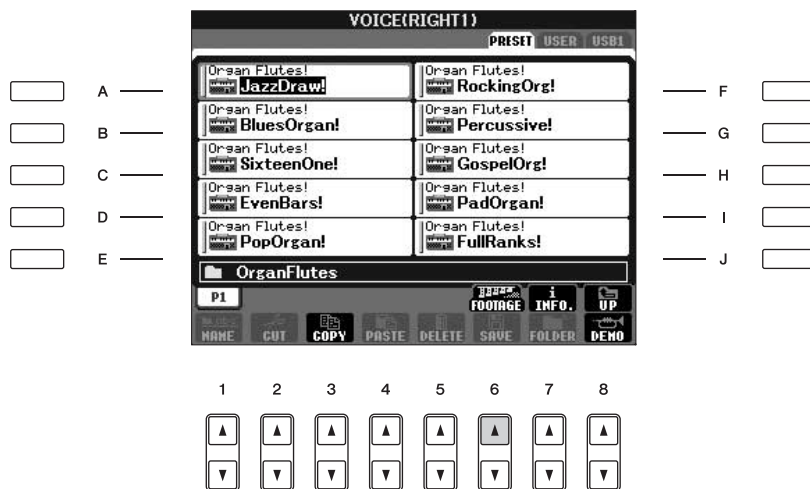 VOICE(RIGHT1)
PRESET USER USB1
A
Organ Flutes!
JazzDraw!
Organ Flutes!
RockingOrg!
F
B
Organ Flutes!
BluesOrgan!
Organ Flutes!
Percussive!
G
C
Organ Flutes!
SixteenOne!
Organ Flutes!
GospelOrg!
H
D
Organ Flutes!
EvenBars!
Organ Flutes!
PadOrgan!
I
E
Organ Flutes!
PopOrgan!
Organ Flutes!
FullRanks!
J
OrganFlutes
P1
FOOTAGE
i
INFO.
UP
NAME CUT COPY PASTE DELETE SAVE FOLDER DEMO
1 2 3 4 5 6 7 8